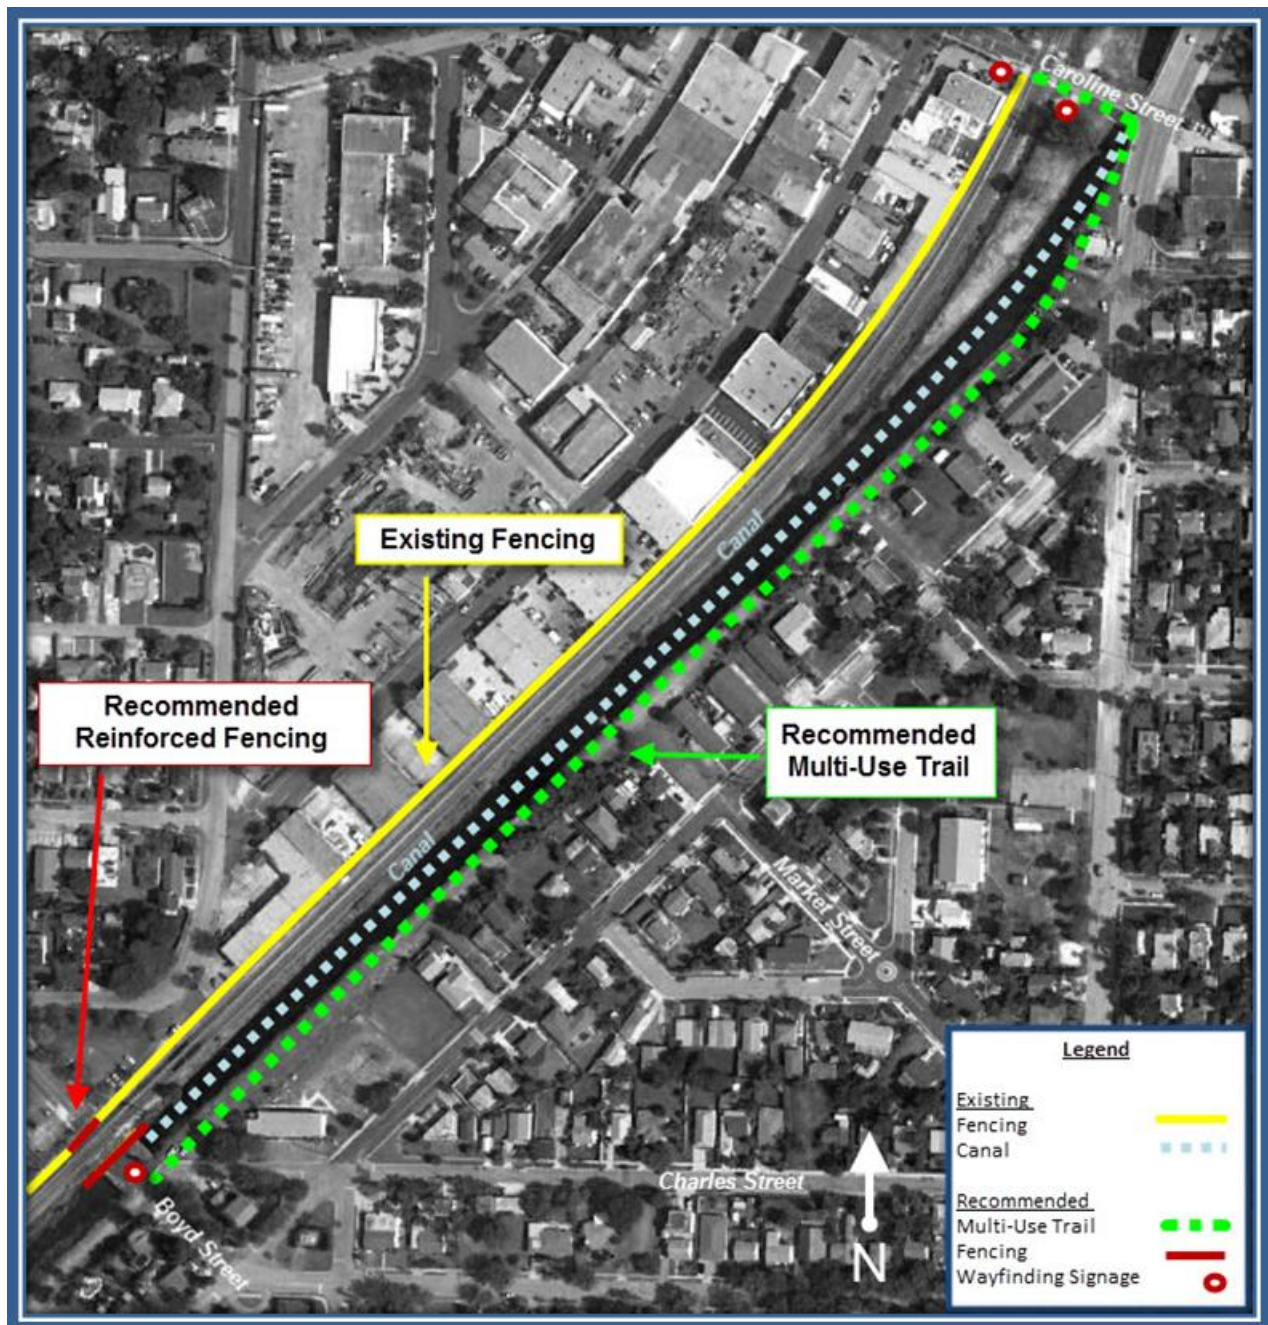 Caroline Street
Existing Fencing
Canal
Recommended
Reinforced Fencing
Recommended
Multi-Use Trail
Canal
Market Street
Charles Street
Boyd Street
N
Legend
Existing
Fencing
Canal
Recommended
Multi-Use Trail
Fencing
Wayfinding Signage